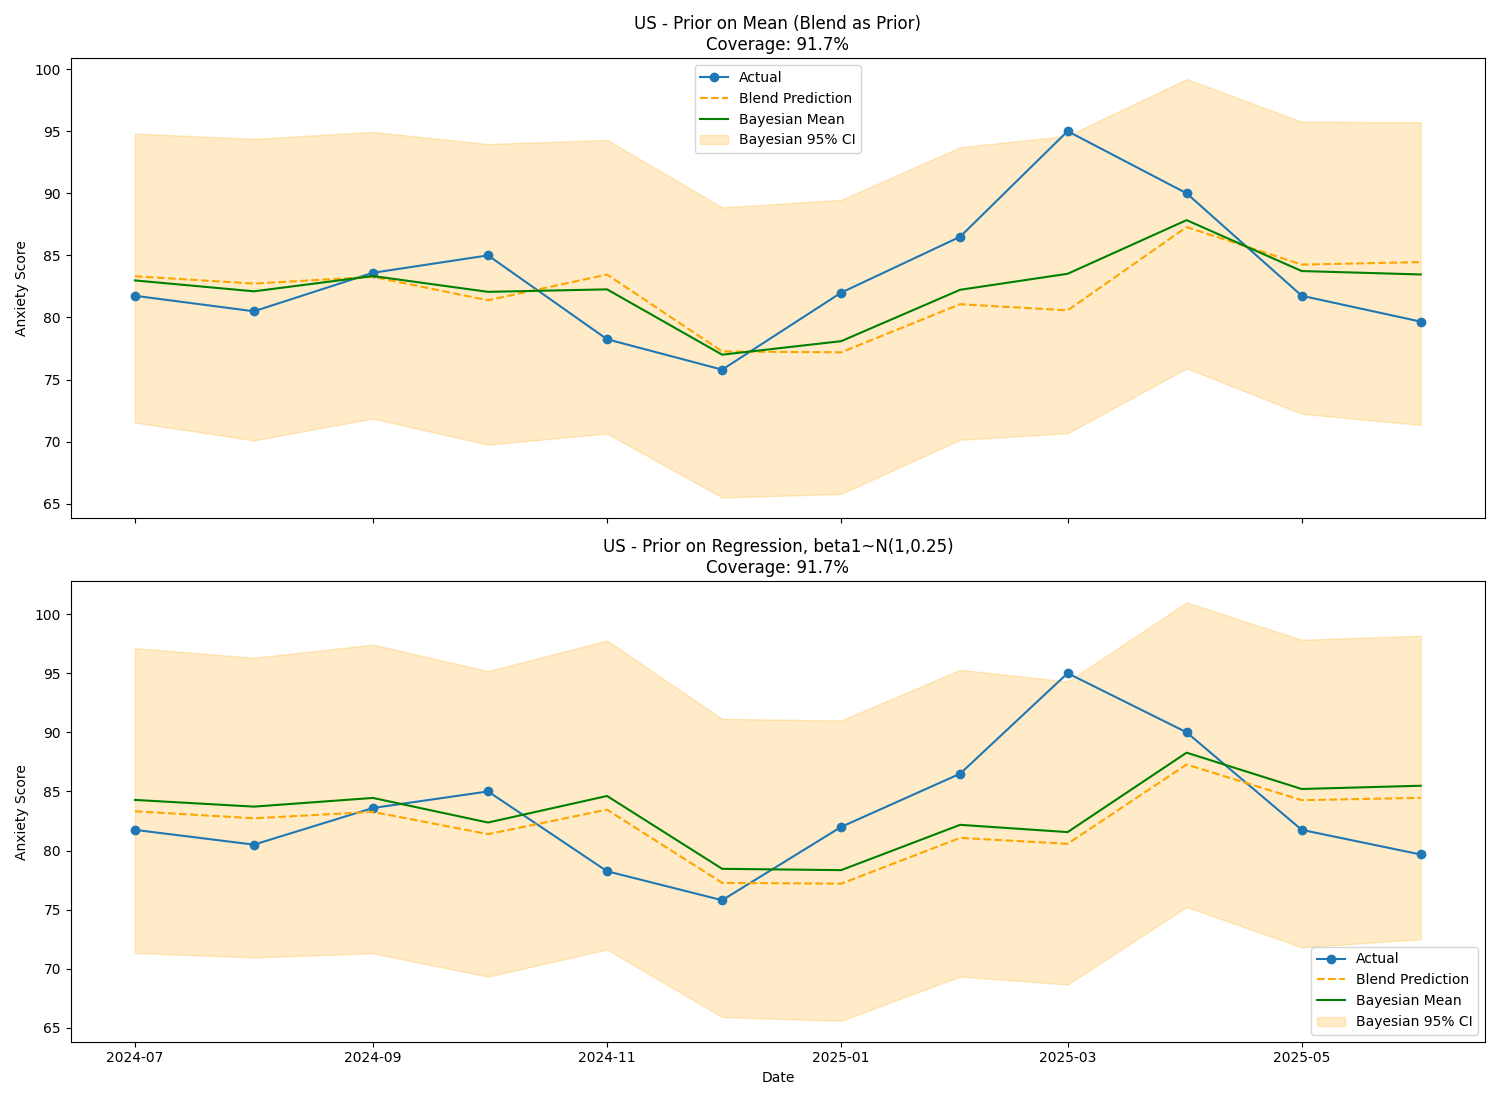 US - Prior on Mean (Blend as Prior)
Coverage: 91.7%
100
95
90
85
80
75
70
65
Anxiety Score
Actual
Blend Prediction
Bayesian Mean
Bayesian 95% CI
US - Prior on Regression, beta1~N(1,0.25)
Coverage: 91.7%
100
95
90
85
80
75
70
65
Anxiety Score
Actual
Blend Prediction
Bayesian Mean
Bayesian 95% CI
2024-07
2024-09
2024-11
2025-01
2025-03
2025-05
Date